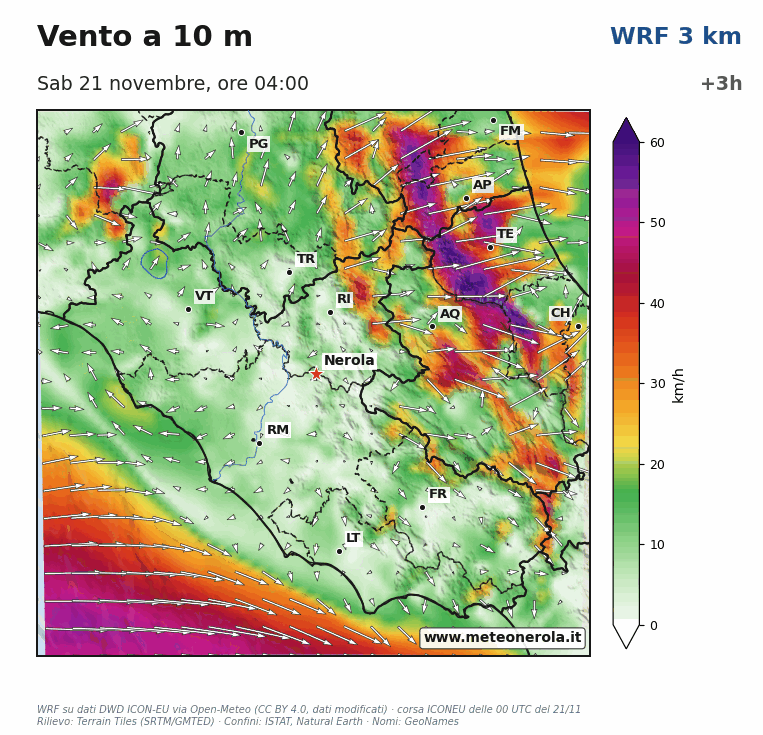 Vento a 10 m
WRF 3 km
Sab 21 novembre, ore 04:00
+3h
FM
PG
AP
TE
TR
VT
RI
AQ
CH
Nerola
RM
FR
LT
www.meteonerola.it
60
50
40
30
20
10
0
km/h
WRF su dati DWD ICON-EU via Open-Meteo (CC BY 4.0, dati modificati) · corsa ICONEU delle 00 UTC del 21/11
Rilievo: Terrain Tiles (SRTM/GMTED) · Confini: ISTAT, Natural Earth · Nomi: GeoNames